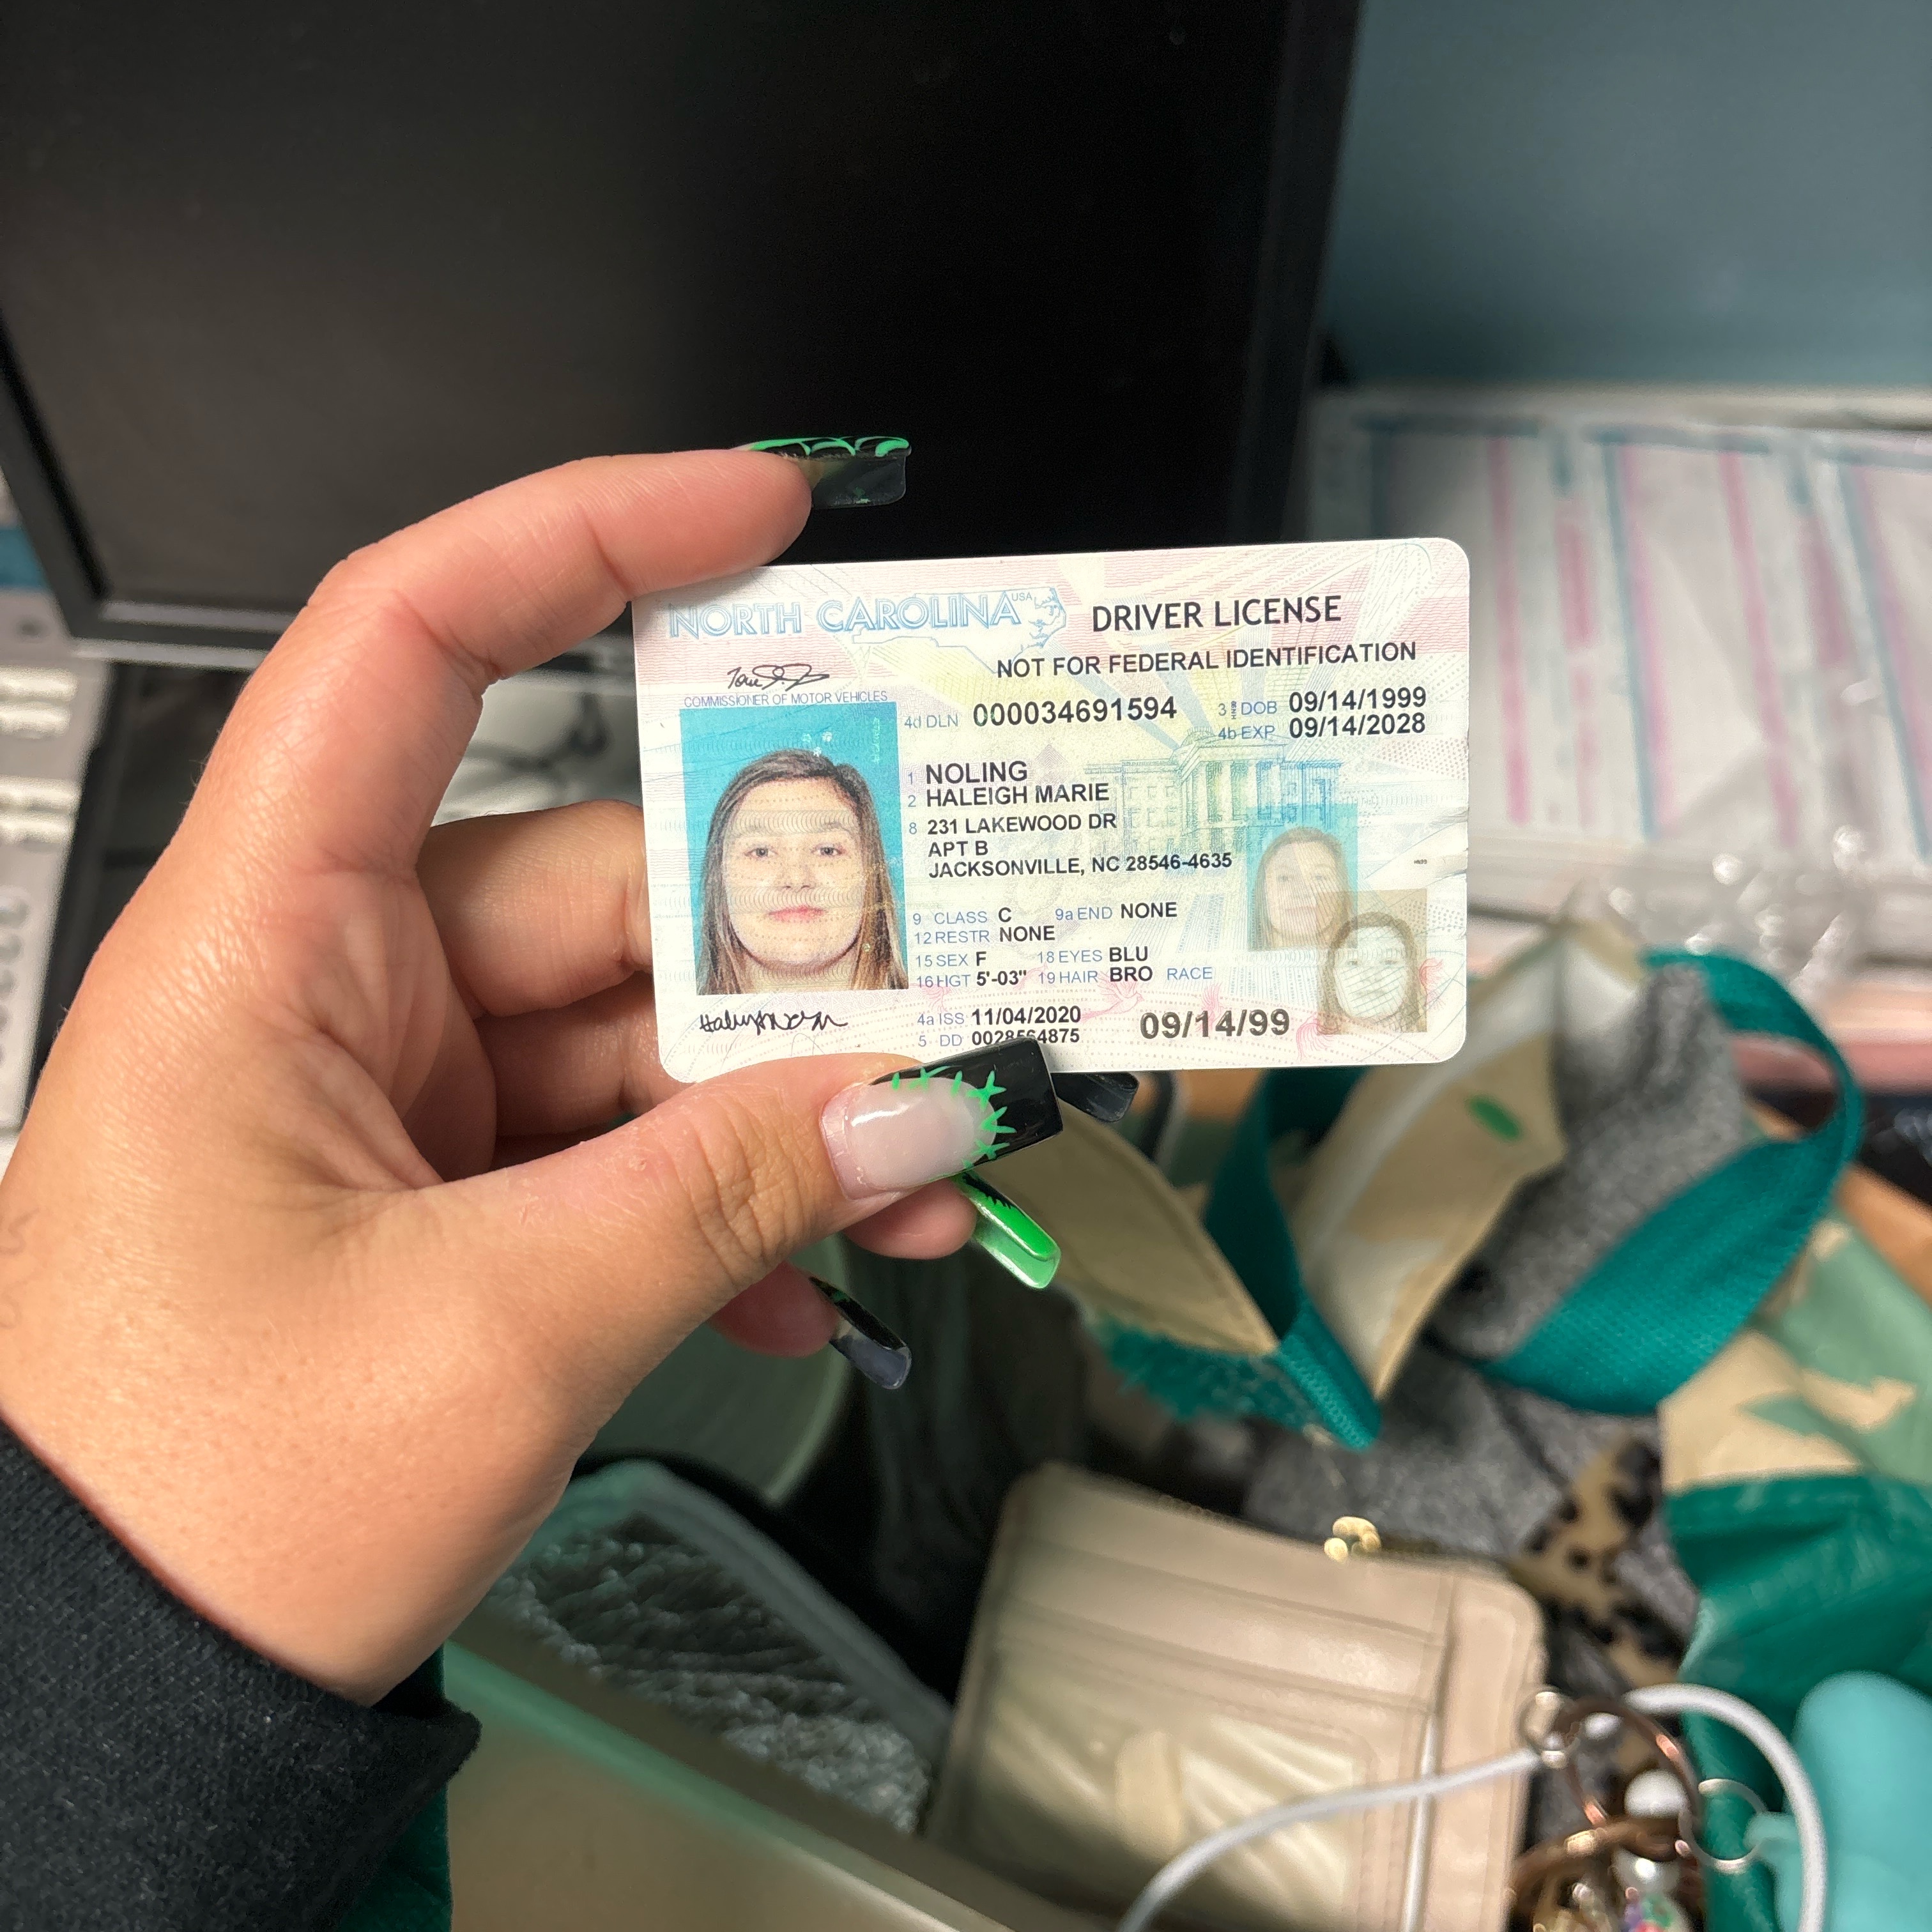 NORTH CAROLINA USA DRIVER LICENSE
NOT FOR FEDERAL IDENTIFICATION
COMMISSIONER OF MOTOR VEHICLES
4d DLN 000034691594 3 DOB 09/14/1999
4b EXP 09/14/2028
1 NOLING
2 HALEIGH MARIE
8 231 LAKEWOOD DR
APT B
JACKSONVILLE, NC 28546-4635
9 CLASS C 9a END NONE
12 RESTR NONE
15 SEX F 18 EYES BLU
16 HGT 5'-03" 19 HAIR BRO RACE
4a ISS 11/04/2020
5 DD
09/14/99